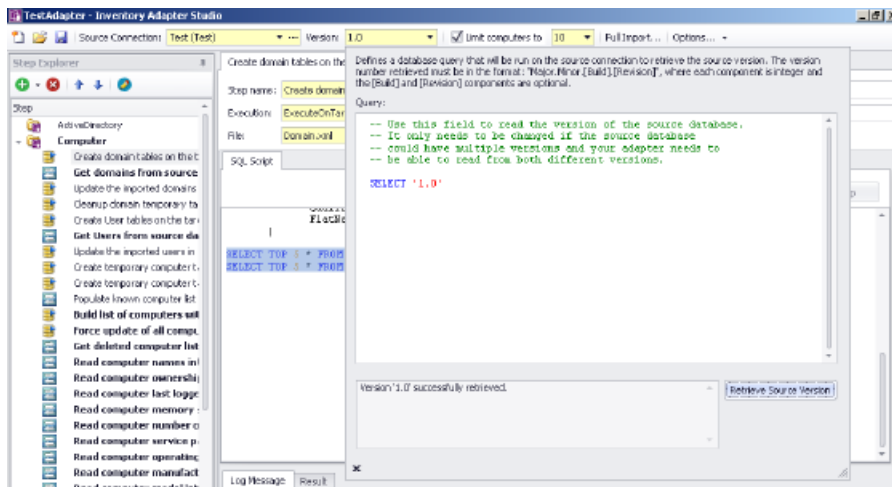 TestAdapter - Inventory Adapter Studio
Source Connection: Test (Test) Version: 1.0 Limit computers to 10 Full Import... Options...
Step Explorer
Step
ActiveDirectory
Computer
Create domain tables on the t
Get domains from source
Update the imported domains
Cleanup domain temporary ta
Create User tables on the tar
Get Users from source da
Update the imported users in
Create temporary computer t
Create temporary computer t
Populate known computer list
Build list of computers wit
Force update of all compu
Get deleted computer list
Read computer names in
Read computer ownership
Read computer last logge
Read computer memory
Read computer number o
Read computer service p
Read computer operating
Read computer manufact
Create domain tables on the
Step name: Create domain
Execution: ExecuteOnTar
File: Domain.xml
SQL Script
FlatNa
)
SELECT TOP * FROM
SELECT TOP * FROM
Log Message Result
Defines a database query that will be run on the source connection to retrieve the source version. The version
number retrieved must be in the format: "Major.Minor.[Build].[Revision]", where each component is integer and
the [Build] and [Revision] components are optional.
Query:
-- Use this field to read the version of the source database.
-- It only needs to be changed if the source database
-- could have multiple versions and your adapter needs to
-- be able to read from both different versions.
SELECT '1.0'
Version '1.0' successfully retrieved.
Retrieve Source Version